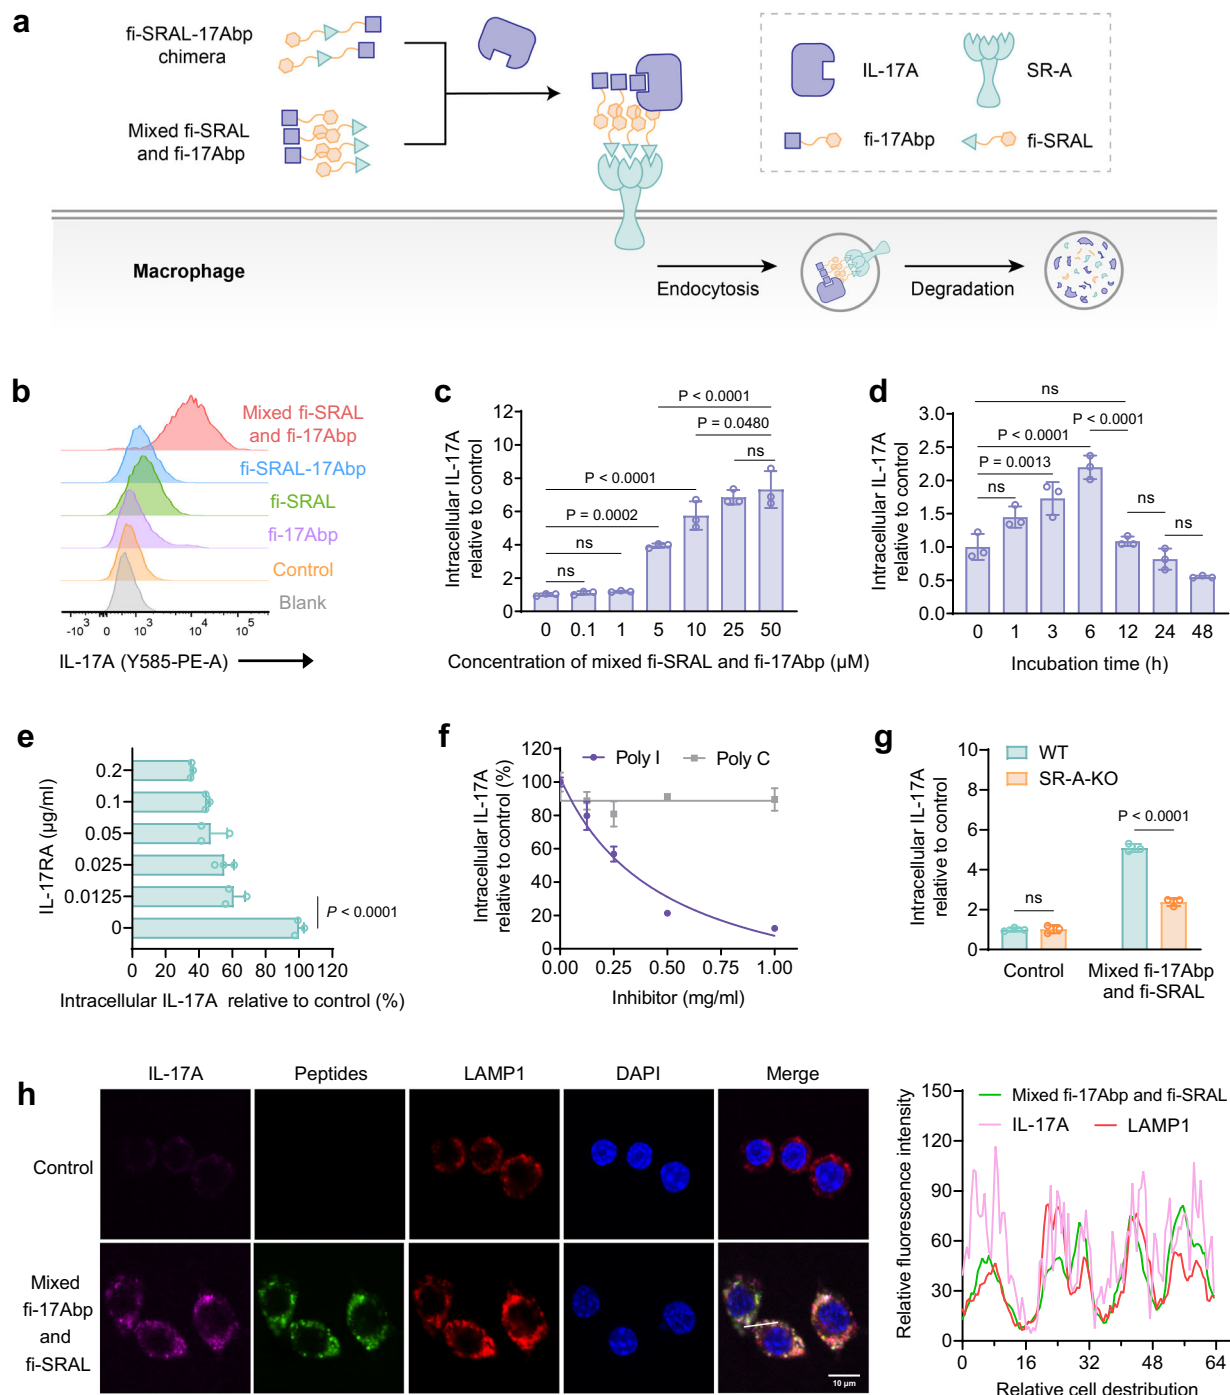 a
fi-SRAL-17Abp
chimera
Mixed fi-SRAL
and fi-17Abp
IL-17A
SR-A
fi-17Abp
fi-SRAL
Macrophage
Endocytosis
Degradation
b
Mixed fi-SRAL
and fi-17Abp
fi-SRAL-17Abp
fi-SRAL
fi-17Abp
Control
Blank
-10³ 0 10³ 10⁴ 10⁵
IL-17A (Y585-PE-A)
c
Intracellular IL-17A
relative to control
12
10
8
6
4
2
0
P < 0.0001
P = 0.0480
ns
P < 0.0001
P = 0.0002
ns
ns
0 0.1 1 5 10 25 50
Concentration of mixed fi-SRAL and fi-17Abp (μM)
d
Intracellular IL-17A
relative to control
3.0
2.5
2.0
1.5
1.0
0.5
0.0
ns
P < 0.0001
P < 0.0001
P = 0.0013
ns
ns
ns
0 1 3 6 12 24 48
Incubation time (h)
e
IL-17RA (μg/ml)
0.2
0.1
0.05
0.025
0.0125
0
P < 0.0001
0 20 40 60 80 100 120
Intracellular IL-17A relative to control (%)
f
Intracellular IL-17A
relative to control (%)
120
100
80
60
40
20
0
Poly I Poly C
0.00 0.25 0.50 0.75 1.00
Inhibitor (mg/ml)
g
Intracellular IL-17A
relative to control
10
8
6
4
2
0
WT
SR-A-KO
P < 0.0001
ns
Control
Mixed fi-17Abp
and fi-SRAL
h
IL-17A Peptides LAMP1 DAPI Merge
Control
Mixed
fi-17Abp
and
fi-SRAL
10 μm
Relative fluorescence intensity
150
120
90
60
30
0
Mixed fi-17Abp and fi-SRAL
IL-17A LAMP1
0 16 32 48 64
Relative cell destribution